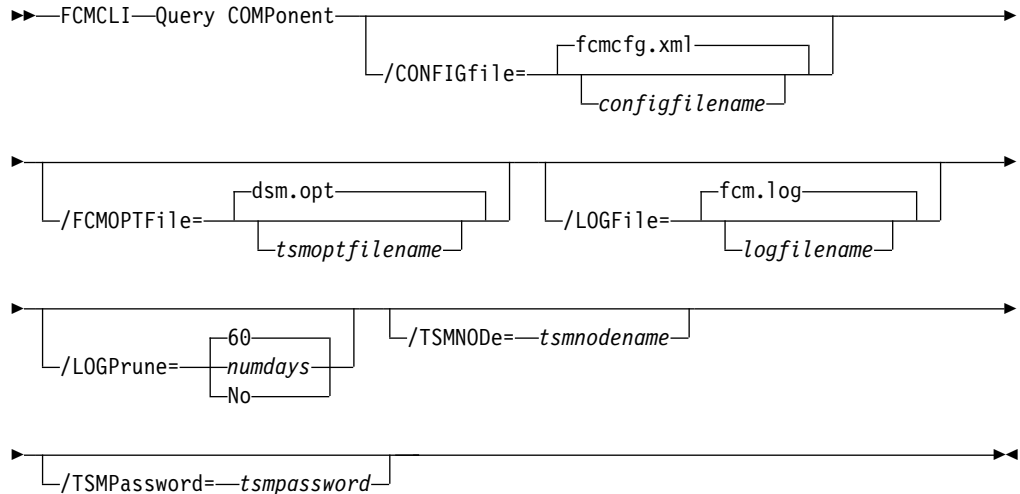 FCMCLI Query COMPonent
fcmcfg.xml
/CONFIGfile=
configfilename
dsm.opt
fcm.log
/FCMOPTFile=
/LOGFile=
tsmoptfilename
logfilename
60
/TSMNODe= tsmnodename
/LOGPrune=
numdays
No
/TSMPassword= tsmpassword